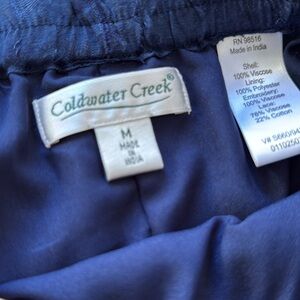 Coldwater Creek®
M
MADE
IN
INDIA
RN 98516
Made in India
Shell:
100% Viscose
Lining:
100% Polyester
Embroidery:
100% Viscose
Lace:
78% Viscose
22% Cotton